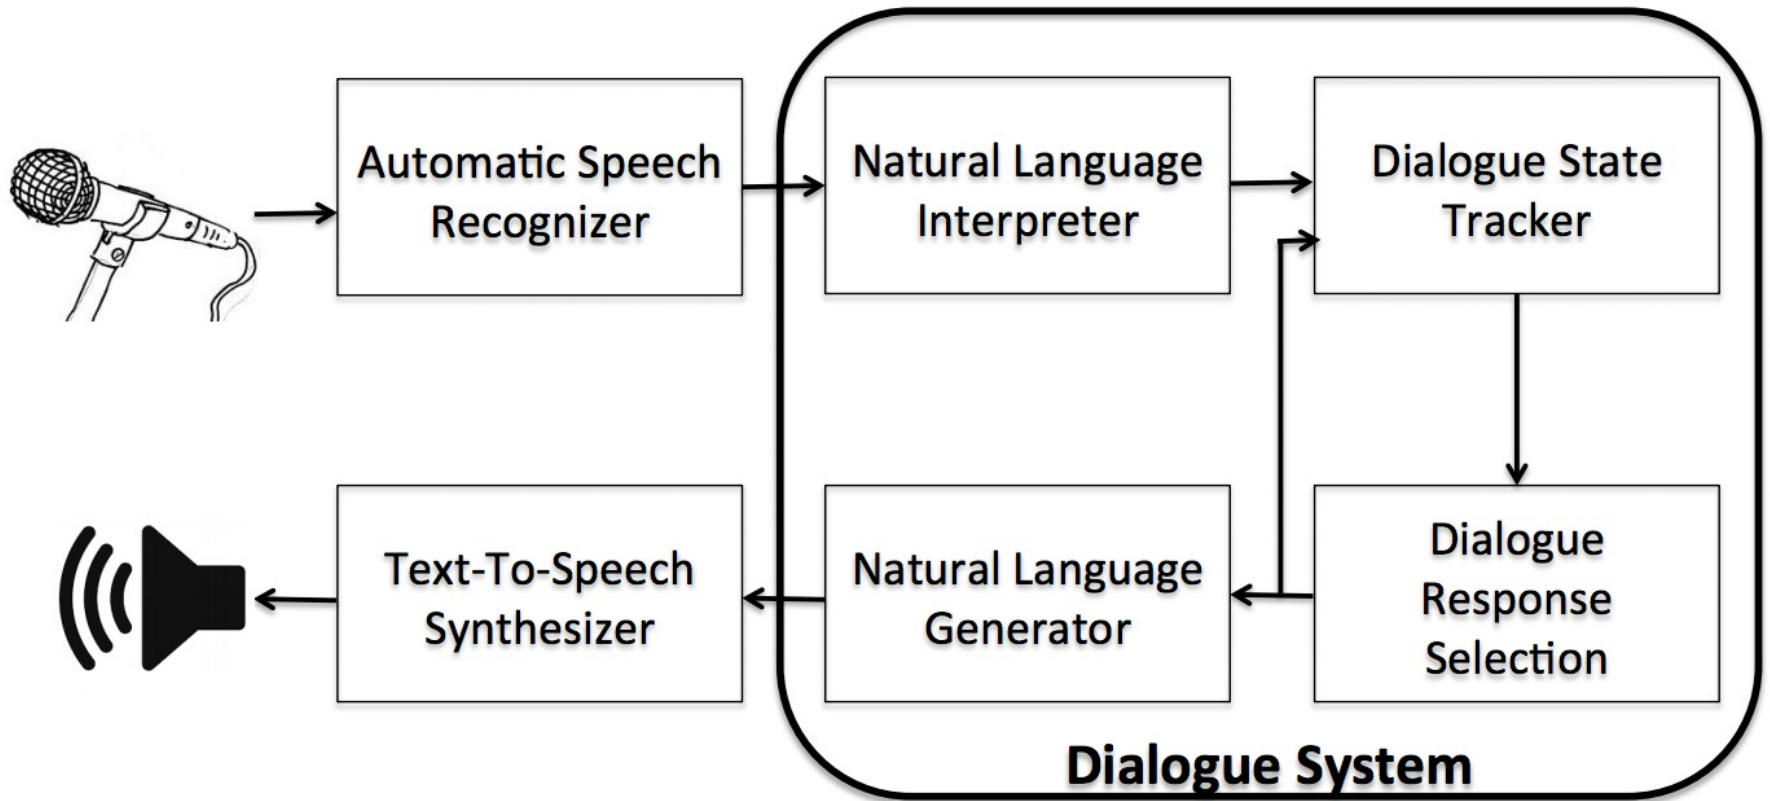 Automatic Speech
Recognizer
Natural Language
Interpreter
Dialogue State
Tracker
Text-To-Speech
Synthesizer
Natural Language
Generator
Dialogue
Response
Selection
Dialogue System